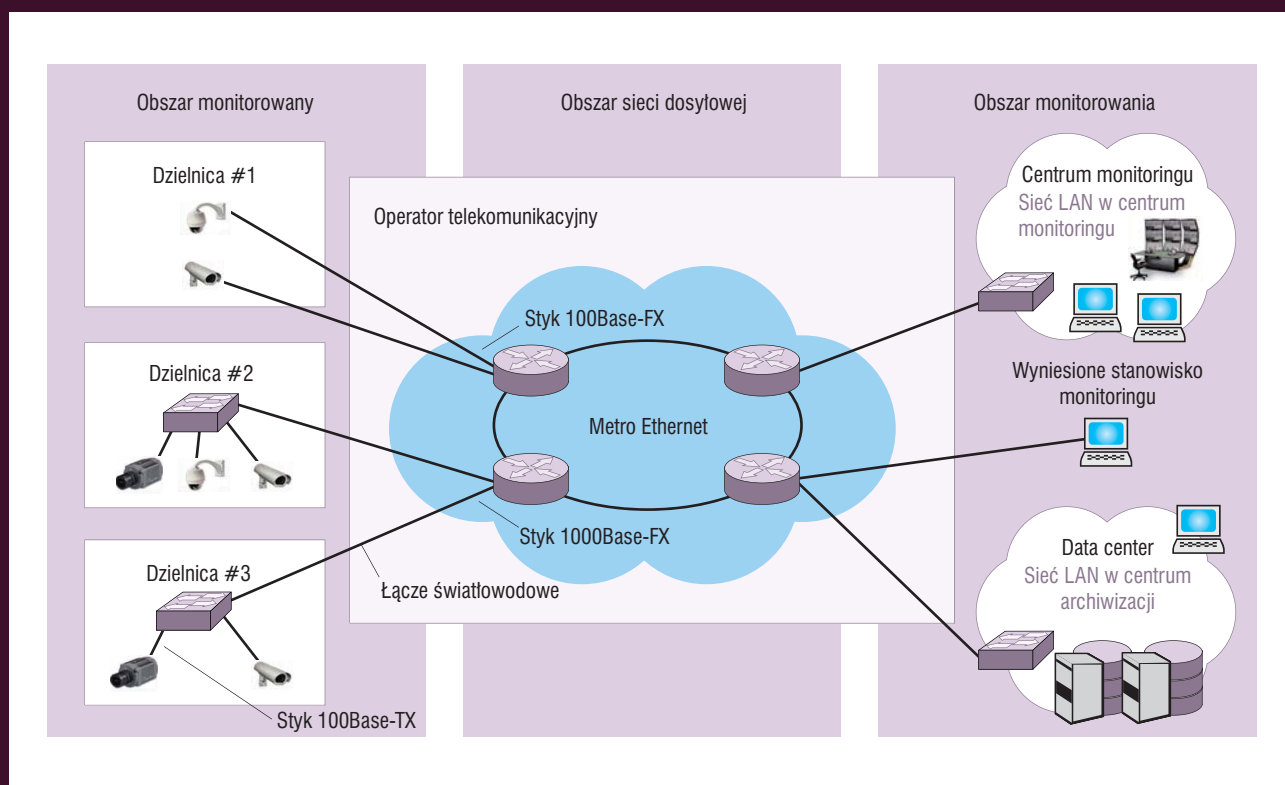 Obszar monitorowany
Obszar sieci dosyłowej
Obszar monitorowania
Dzielnica #1
Operator telekomunikacyjny
Centrum monitoringu
Sieć LAN w centrum
monitoringu
Styk 100Base-FX
Dzielnica #2
Metro Ethernet
Wyniesione stanowisko
monitoringu
Styk 1000Base-FX
Dzielnica #3
Łącze światłowodowe
Data center
Sieć LAN w centrum
archiwizacji
Styk 100Base-TX